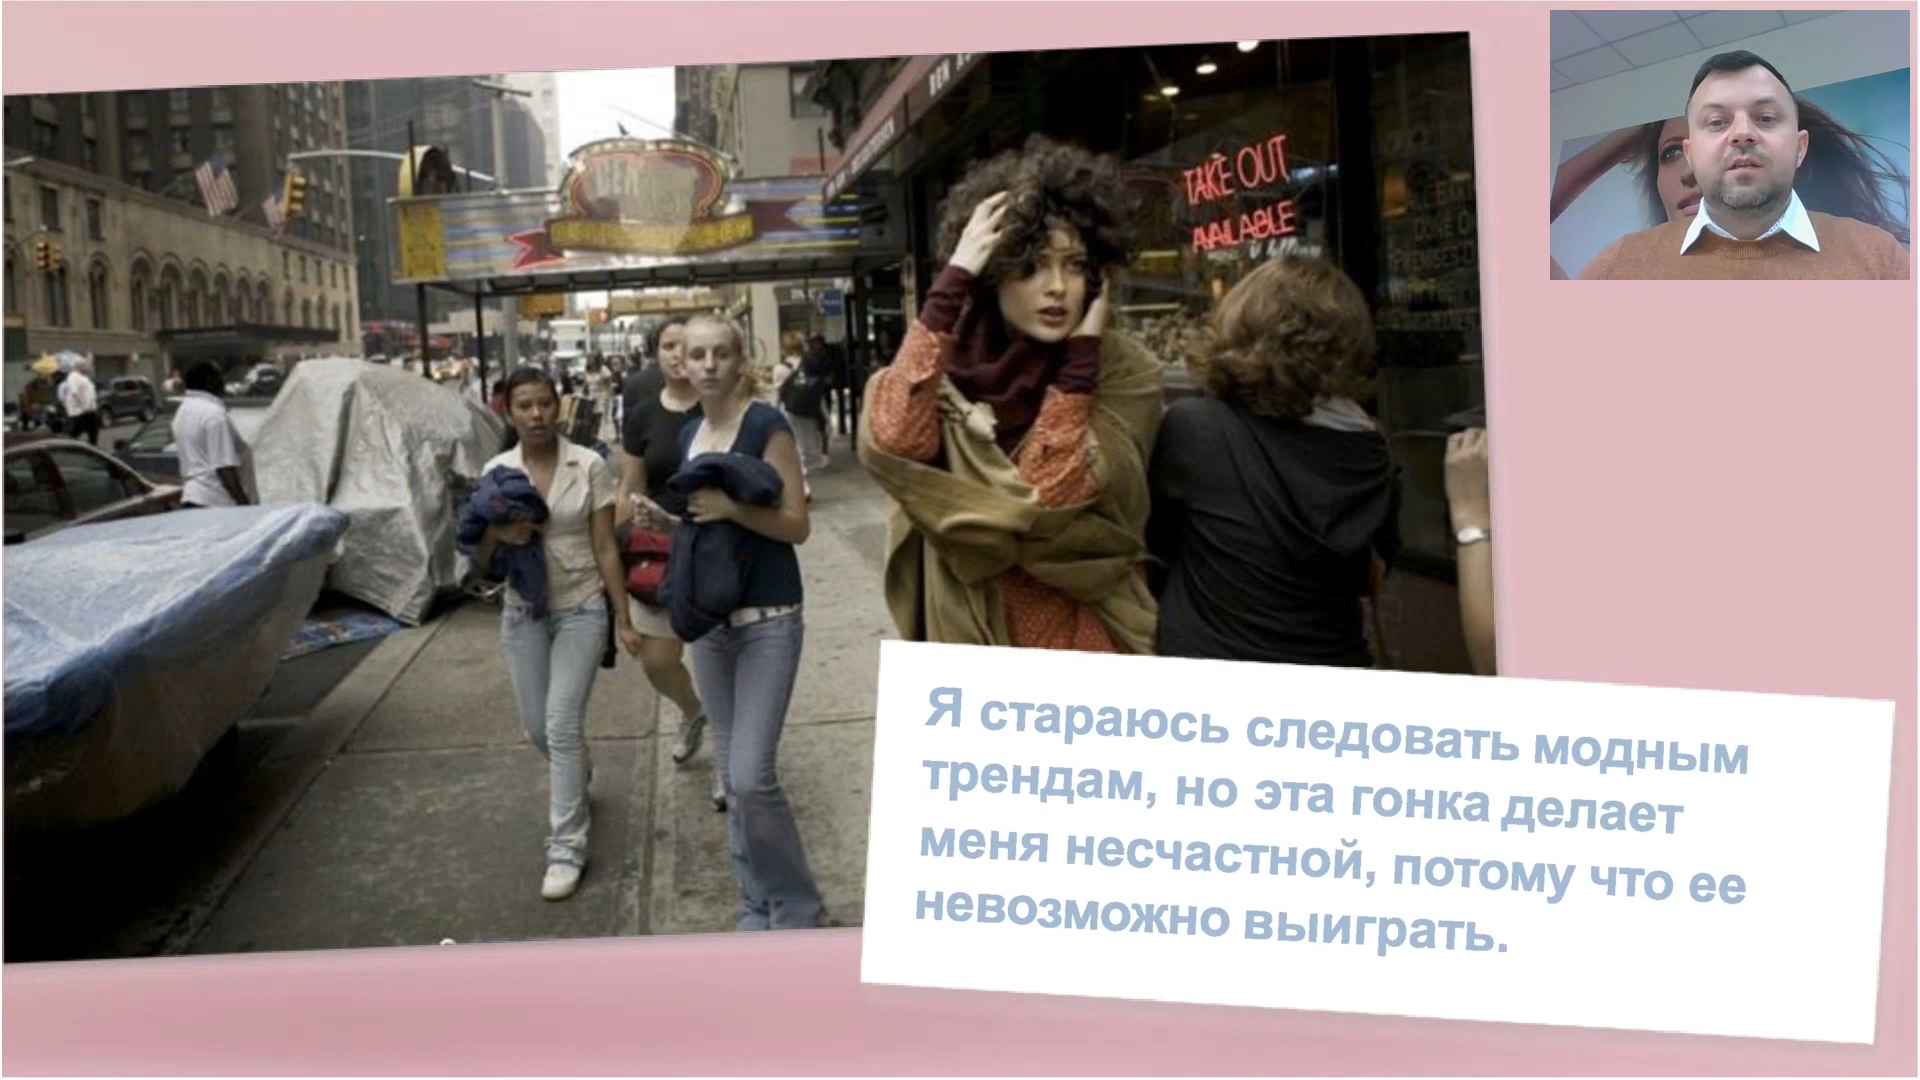 TAKE OUT
AVAILABLE
Я стараюсь следовать модным
трендам, но эта гонка делает
меня несчастной, потому что ее
невозможно выиграть.